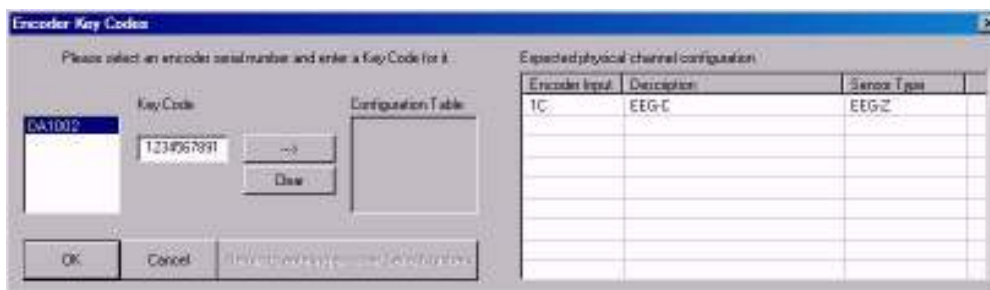 Encoder Key Codes
Please select an encoder serial number and enter a Key Code for it
Expected physical channel configuration
Encoder Input Description Sensor Type
Key Code
Configuration Table
1C EEG-C EEG-Z
DA1002
1234567891
-->
Clear
OK
Cancel